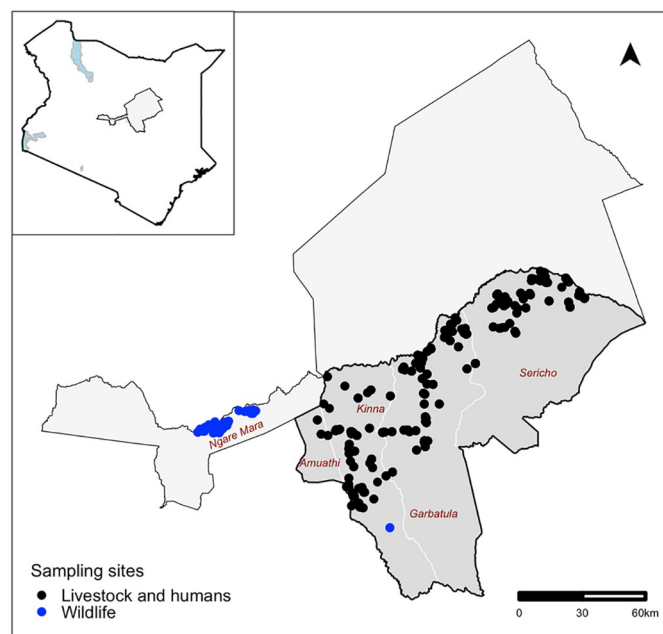 Sericho
Kinna
Ngare Mara
Amuathi
Garbatula
Sampling sites
Livestock and humans
Wildlife
0 30 60km